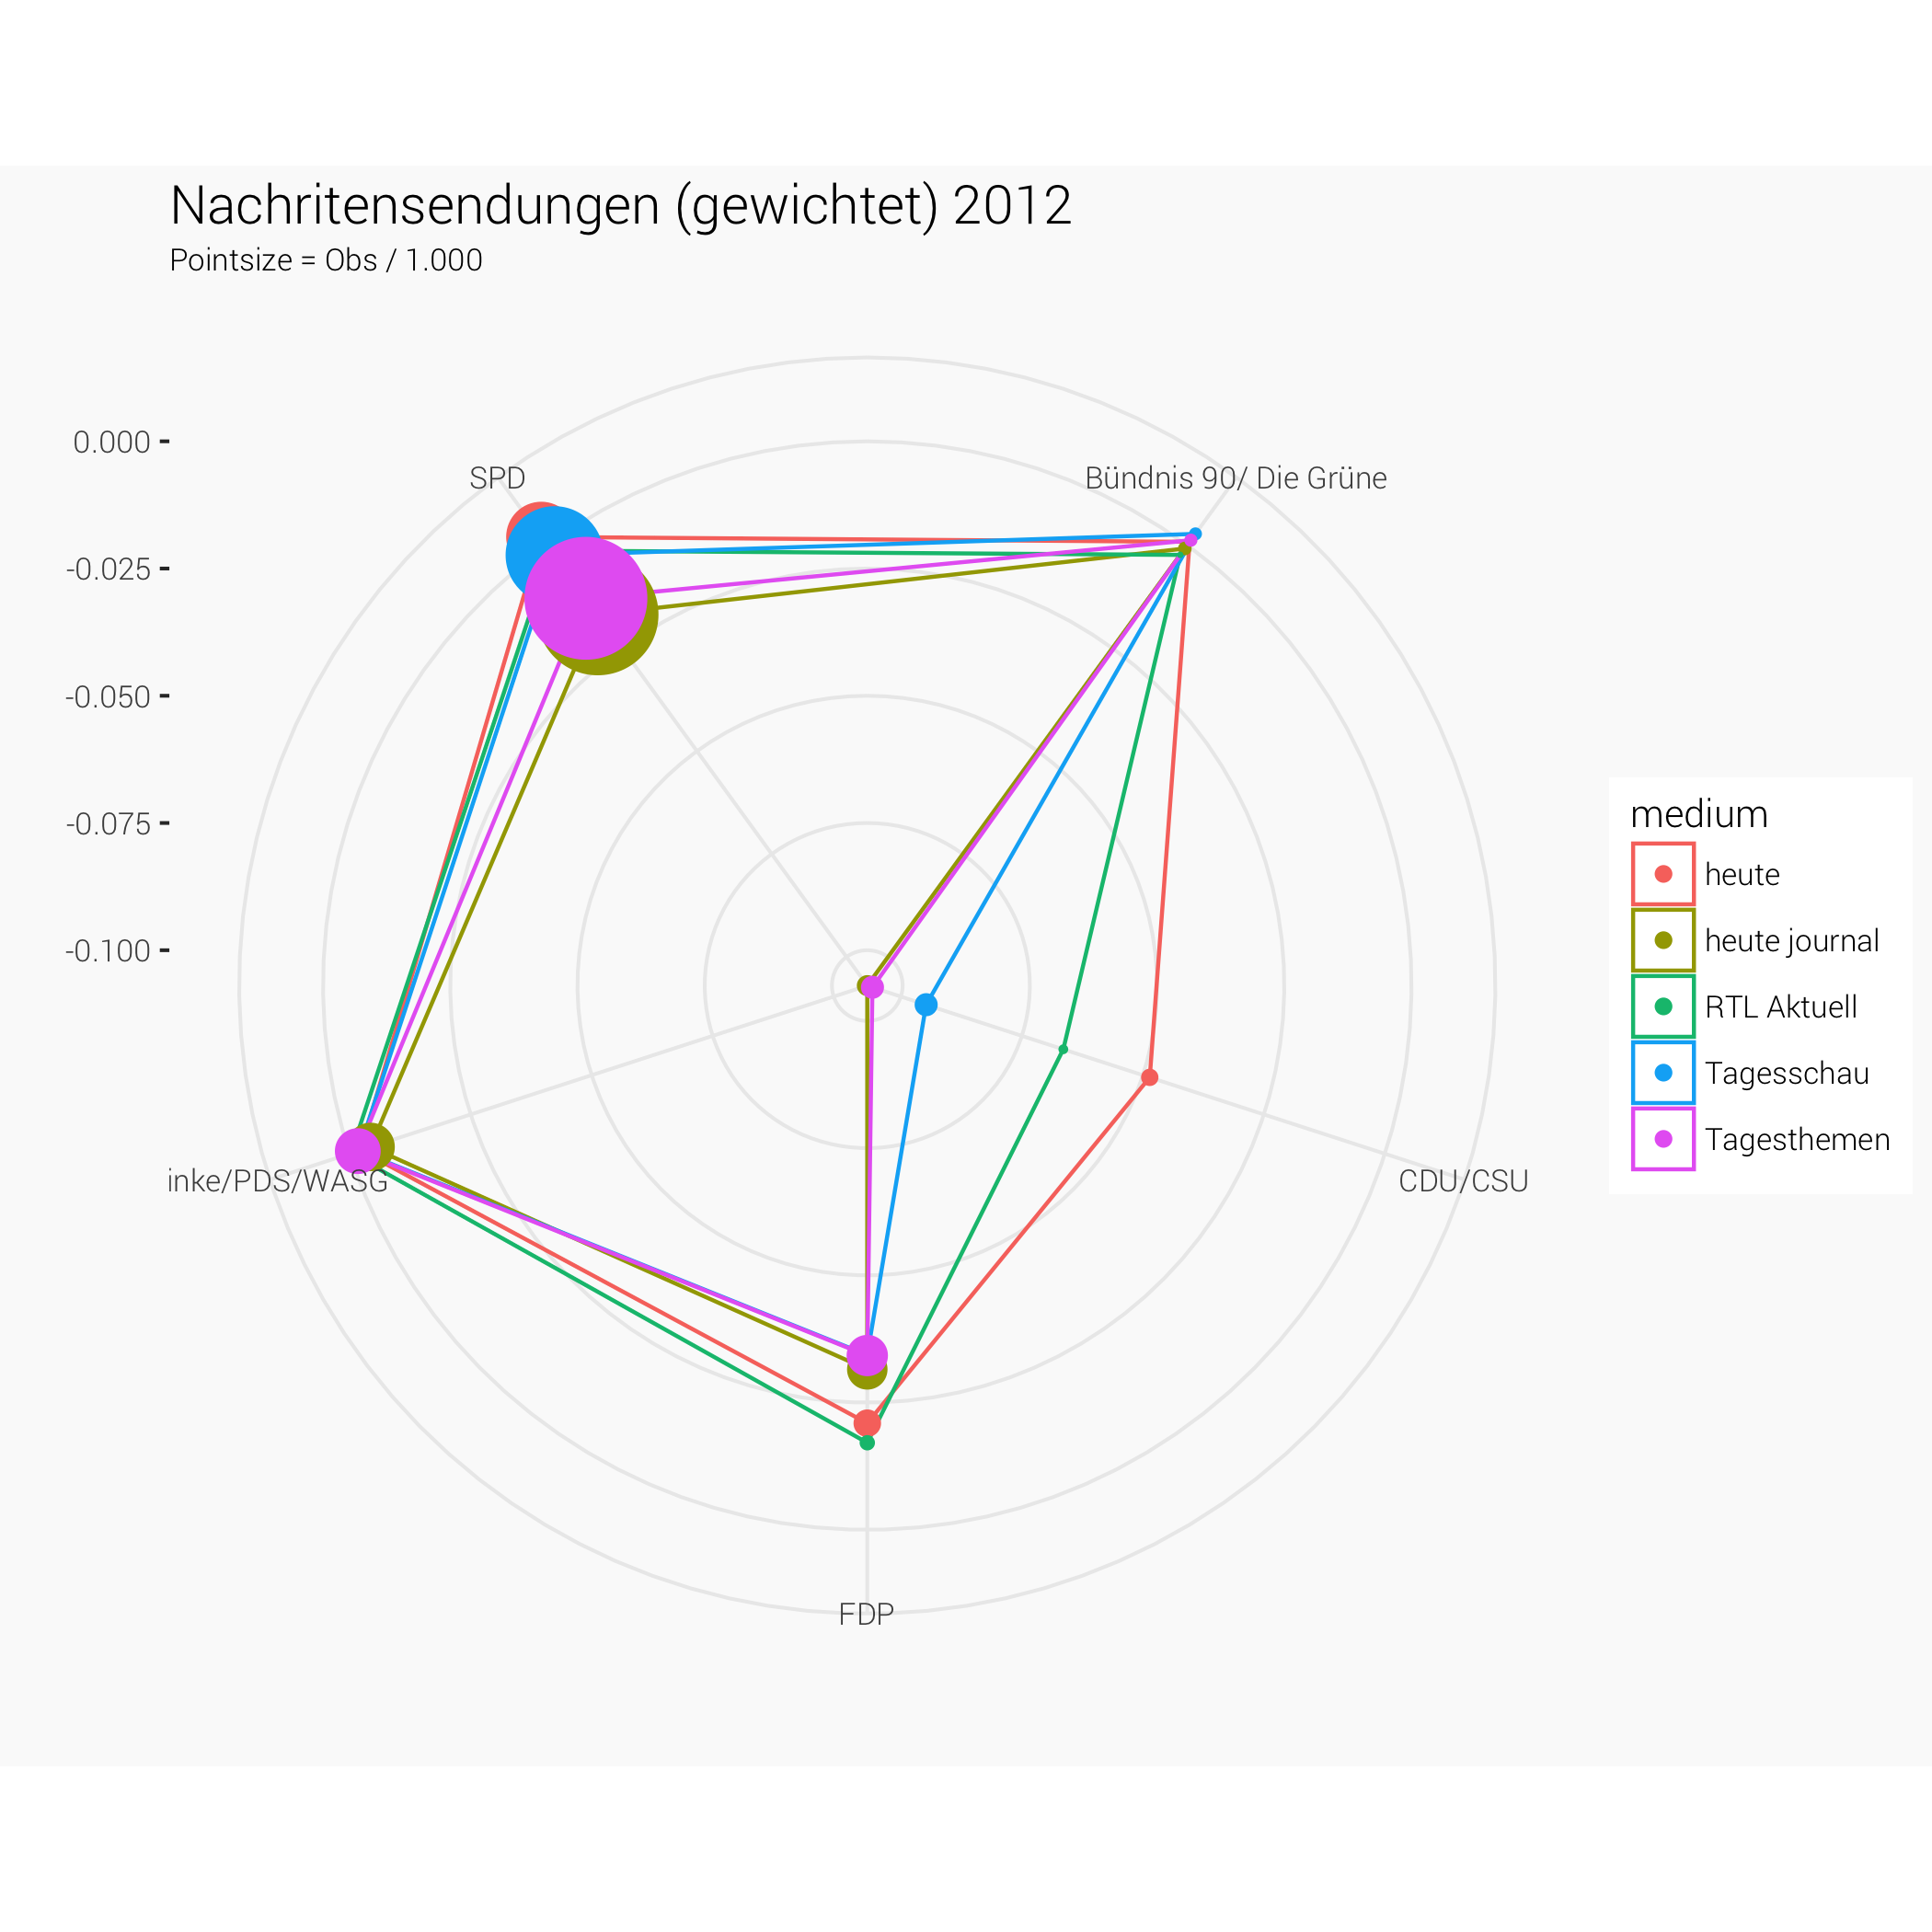 Nachritensendungen (gewichtet) 2012
Pointsize = Obs / 1.000
0.000
SPD
Bündnis 90/ Die Grüne
-0.025
-0.050
-0.075
-0.100
medium
heute
heute journal
RTL Aktuell
Tagesschau
Tagesthemen
inke/PDS/WASG
CDU/CSU
FDP